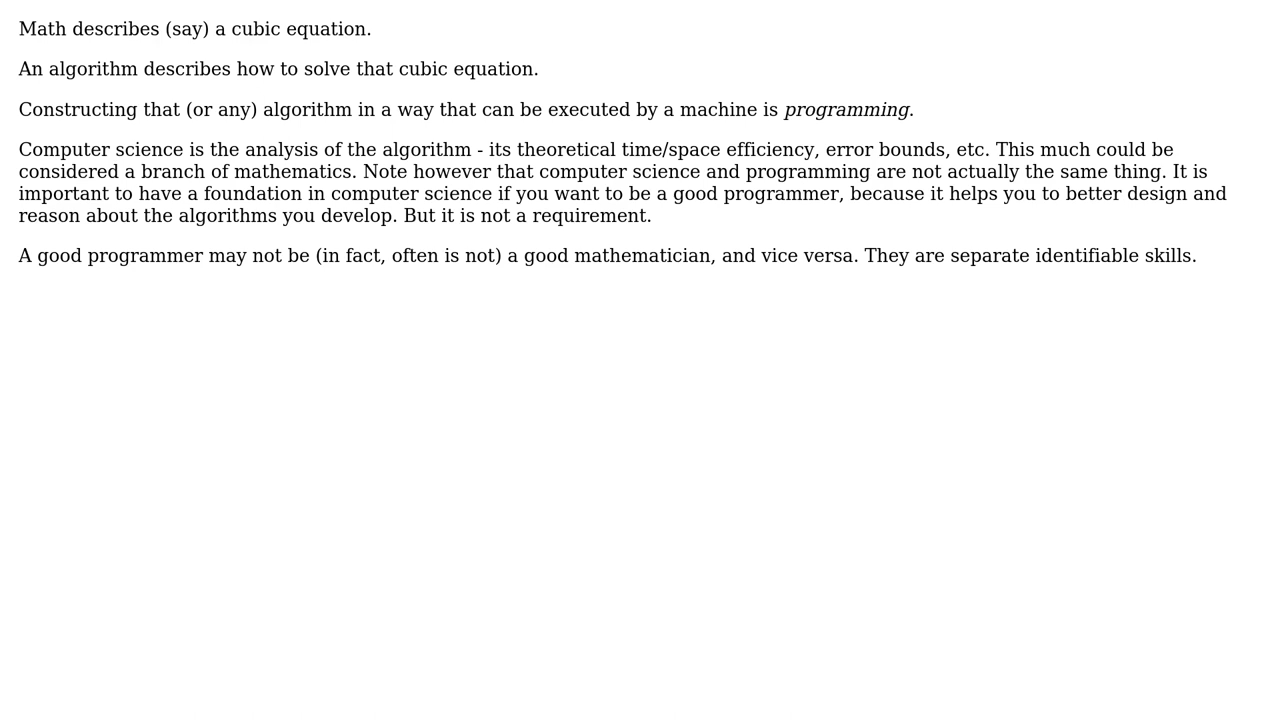 Math describes (say) a cubic equation.
An algorithm describes how to solve that cubic equation.
Constructing that (or any) algorithm in a way that can be executed by a machine is programming.
Computer science is the analysis of the algorithm - its theoretical time/space efficiency, error bounds, etc. This much could be
considered a branch of mathematics. Note however that computer science and programming are not actually the same thing. It is
important to have a foundation in computer science if you want to be a good programmer, because it helps you to better design and
reason about the algorithms you develop. But it is not a requirement.
A good programmer may not be (in fact, often is not) a good mathematician, and vice versa. They are separate identifiable skills.